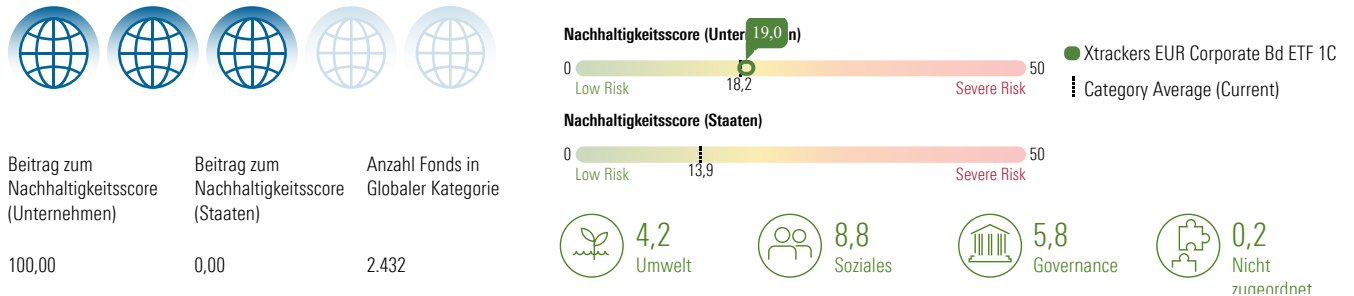 Beitrag zum
Nachhaltigkeitsscore
(Unternehmen)
100,00
Beitrag zum
Nachhaltigkeitsscore
(Staaten)
0,00
Anzahl Fonds in
Globaler Kategorie
2.432
Nachhaltigkeitsscore (Unter en)
19,0
0
50
Low Risk
18,2
Severe Risk
Nachhaltigkeitsscore (Staaten)
0
50
Low Risk
13,9
Severe Risk
Xtrackers EUR Corporate Bd ETF 1C
Category Average (Current)
4,2
Umwelt
8,8
Soziales
5,8
Governance
0,2
Nicht
zugeordnet